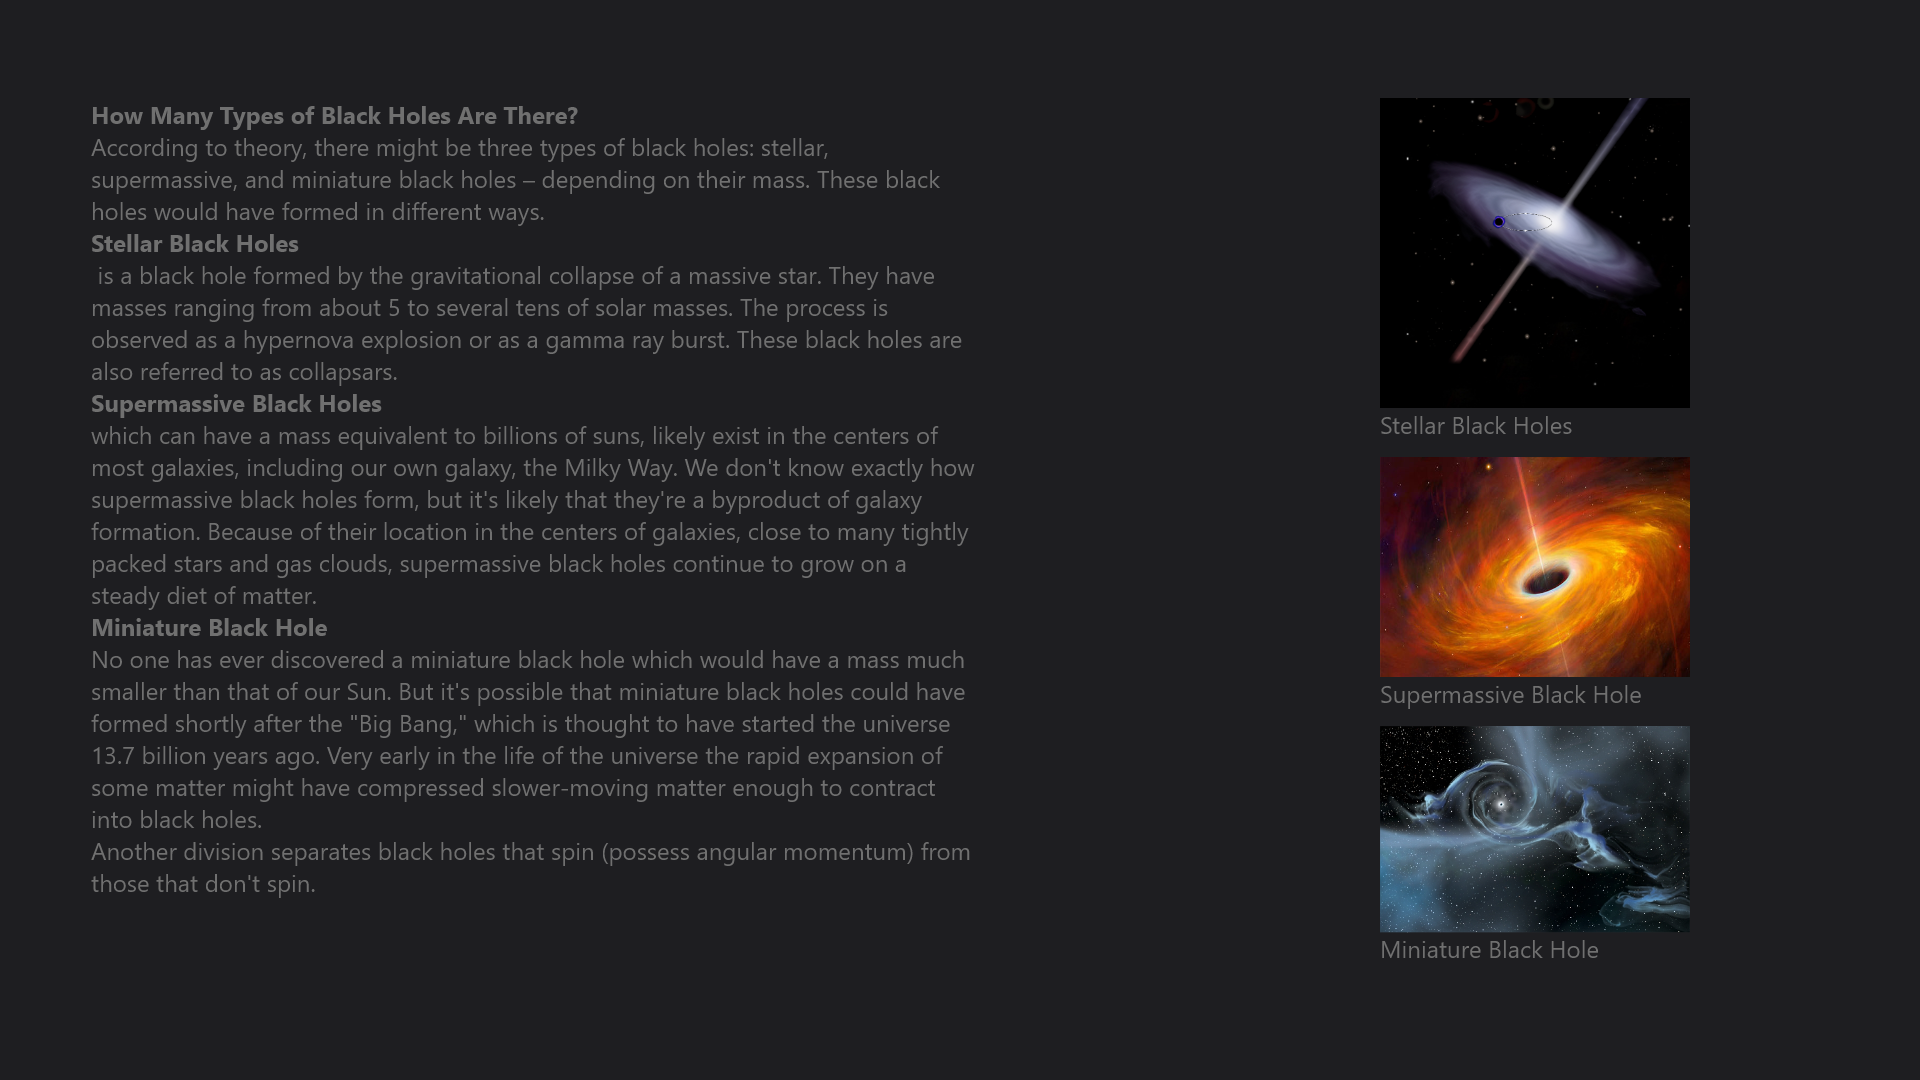 How Many Types of Black Holes Are There?
According to theory, there might be three types of black holes: stellar,
supermassive, and miniature black holes – depending on their mass. These black
holes would have formed in different ways.
Stellar Black Holes
is a black hole formed by the gravitational collapse of a massive star. They have
masses ranging from about 5 to several tens of solar masses. The process is
observed as a hypernova explosion or as a gamma ray burst. These black holes are
also referred to as collapsars.
Supermassive Black Holes
which can have a mass equivalent to billions of suns, likely exist in the centers of
most galaxies, including our own galaxy, the Milky Way. We don't know exactly how
supermassive black holes form, but it's likely that they're a byproduct of galaxy
formation. Because of their location in the centers of galaxies, close to many tightly
packed stars and gas clouds, supermassive black holes continue to grow on a
steady diet of matter.
Miniature Black Hole
No one has ever discovered a miniature black hole which would have a mass much
smaller than that of our Sun. But it's possible that miniature black holes could have
formed shortly after the "Big Bang," which is thought to have started the universe
13.7 billion years ago. Very early in the life of the universe the rapid expansion of
some matter might have compressed slower-moving matter enough to contract
into black holes.
Another division separates black holes that spin (possess angular momentum) from
those that don't spin.
Stellar Black Holes
Supermassive Black Hole
Miniature Black Hole